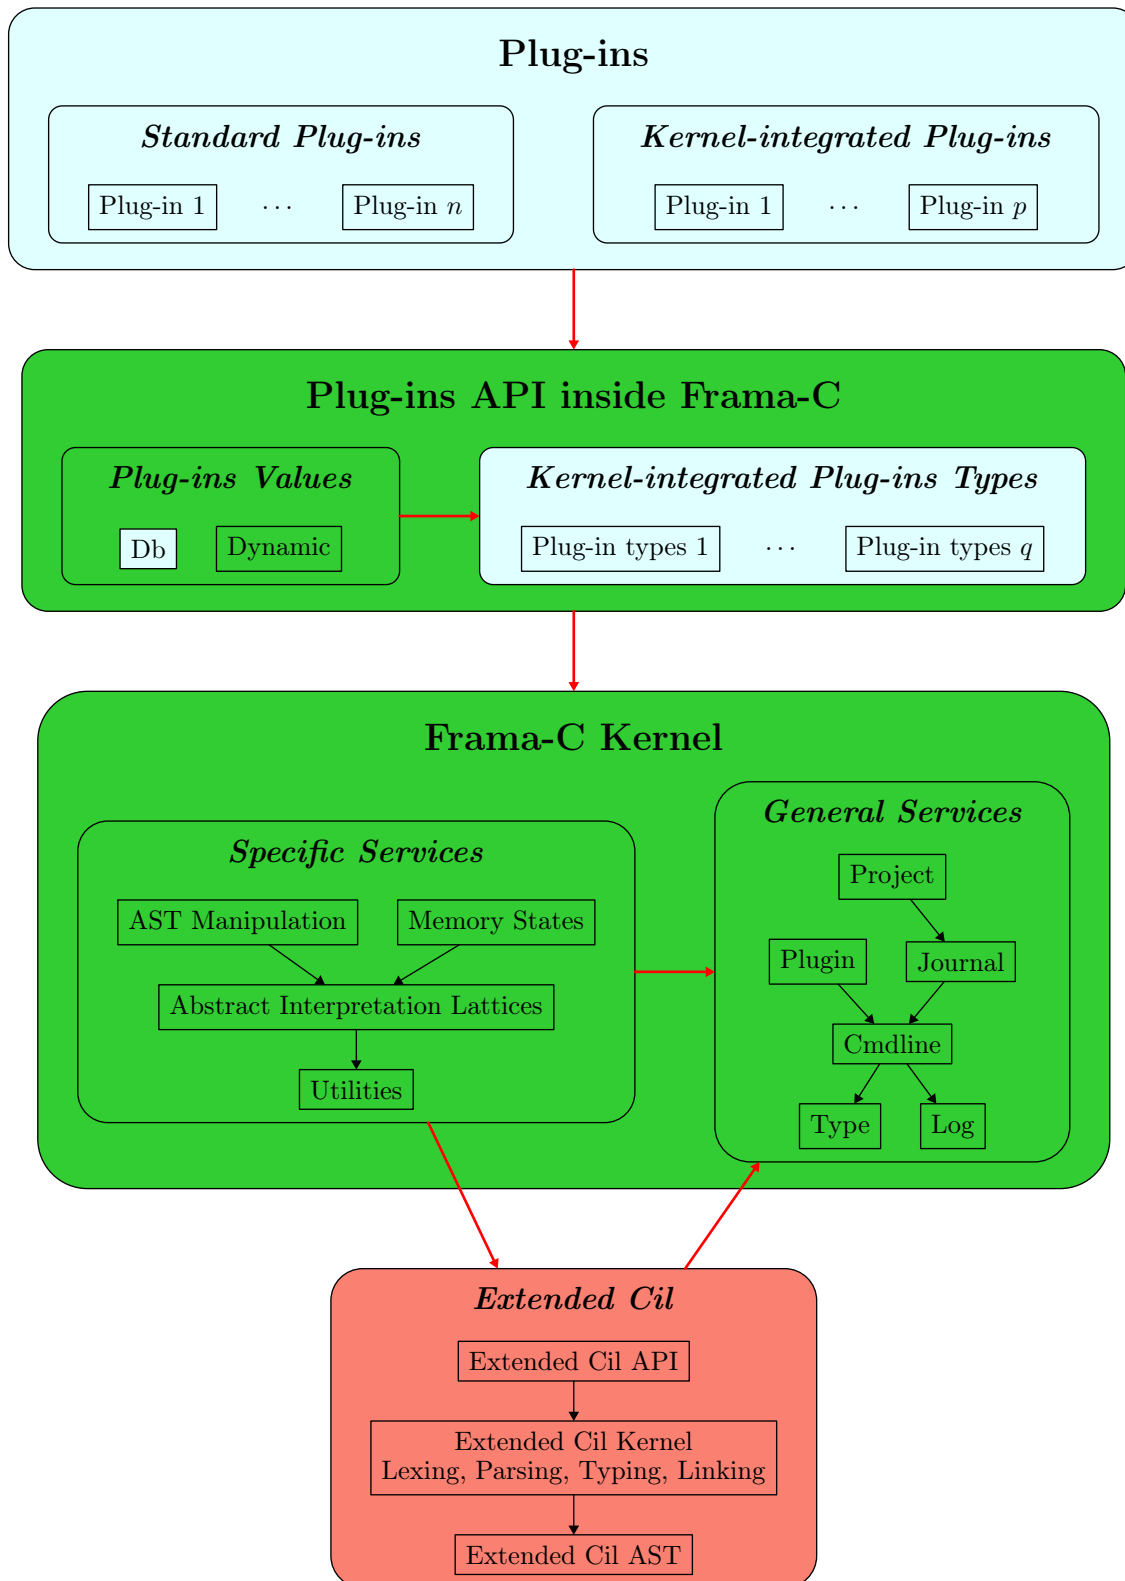 Plug-ins
Standard Plug-ins
Plug-in 1 ... Plug-in n
Kernel-integrated Plug-ins
Plug-in 1 ... Plug-in p
Plug-ins API inside Frama-C
Plug-ins Values
Db Dynamic
Kernel-integrated Plug-ins Types
Plug-in types 1 ... Plug-in types q
Frama-C Kernel
Specific Services
AST Manipulation Memory States
Abstract Interpretation Lattices
Utilities
General Services
Project
Plugin Journal
Cmdline
Type Log
Extended Cil
Extended Cil API
Extended Cil Kernel
Lexing, Parsing, Typing, Linking
Extended Cil AST